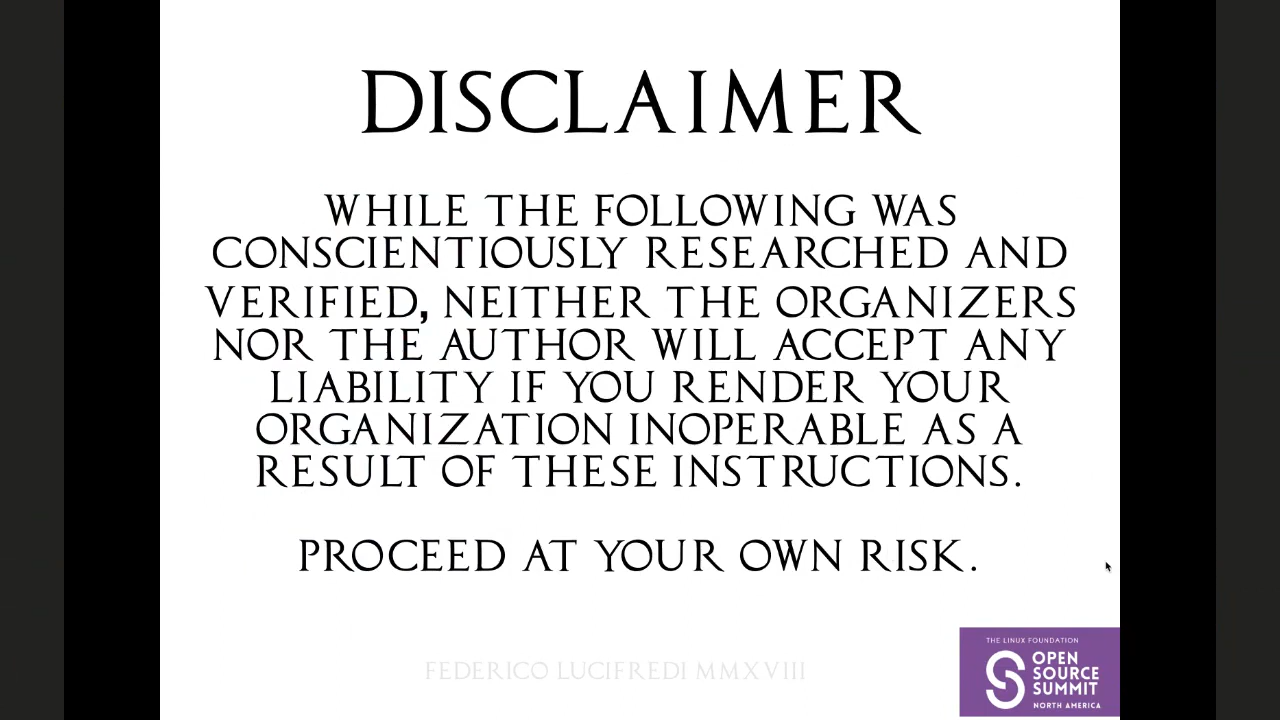 DISCLAIMER
WHILE THE FOLLOWING WAS
CONSCIENTIOUSLY RESEARCHED AND
VERIFIED, NEITHER THE ORGANIZERS
NOR THE AUTHOR WILL ACCEPT ANY
LIABILITY IF YOU RENDER YOUR
ORGANIZATION INOPERABLE AS A
RESULT OF THESE INSTRUCTIONS.
PROCEED AT YOUR OWN RISK.
FEDERICO LUCIFREDI MMXVIII
THE LINUX FOUNDATION
OPEN
SOURCE
SUMMIT
NORTH AMERICA